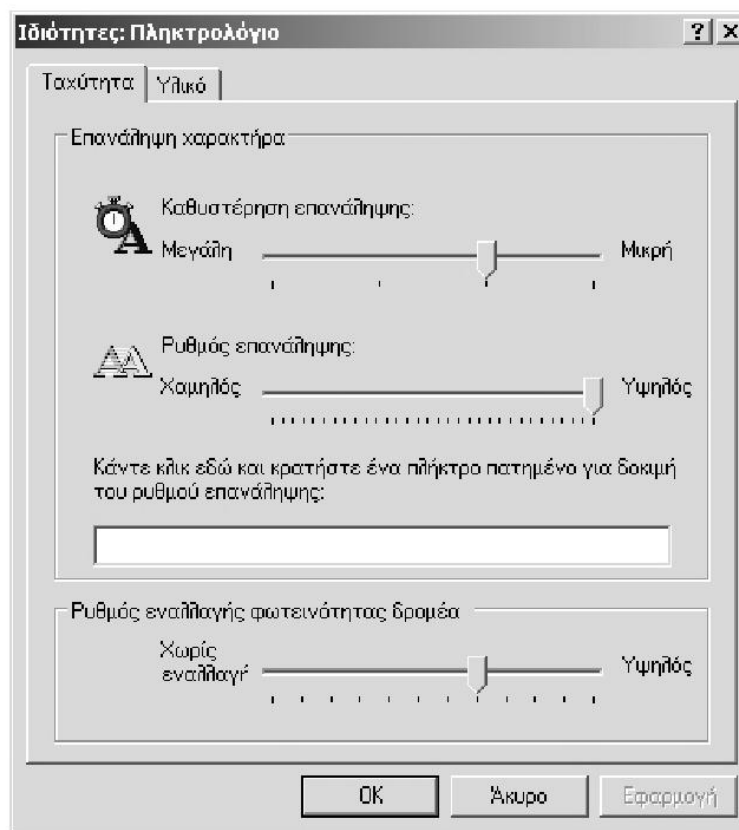 Ιδιότητες: Πληκτρολόγιο
Ταχύτητα Υλικό
Επανάληψη χαρακτήρα
Καθυστέρηση επανάληψης:
Μεγάλη Μικρή
Ρυθμός επανάληψης:
Χαμηλός Υψηλός
Κάντε κλικ εδώ και κρατήστε ένα πλήκτρο πατημένο για δοκιμή
του ρυθμού επανάληψης:
Ρυθμός εναλλαγής φωτεινότητας δρομέα
Χωρίς
εναλλαγή Υψηλός
OK Άκυρο Εφαρμογή